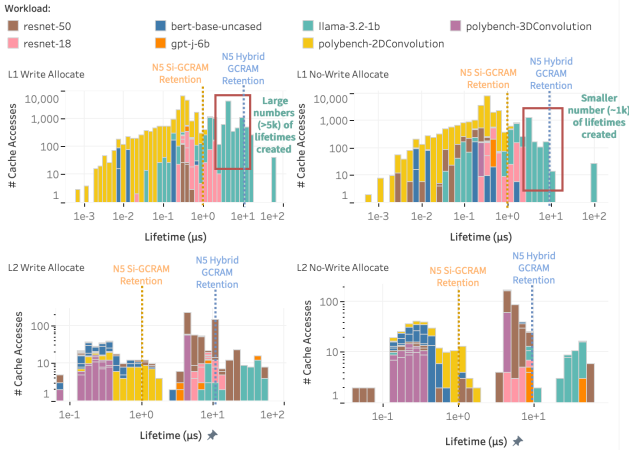 Workload:
resnet-50
bert-base-uncased
llama-3.2-1b
polybench-3DConvolution
resnet-18
gpt-j-6b
polybench-2DConvolution
L1 Write Allocate
N5 Si-GCRAM
Retention
N5 Hybrid
GCRAM
Retention
Large
numbers
(>5k) of
lifetimes
created
# Cache Accesses
10,000
1,000
100
10
1
1e-3
1e-2
1e-1
1e+0
1e+1
1e+2
Lifetime (μs)
L1 No-Write Allocate
N5 Si-GCRAM
Retention
N5 Hybrid
GCRAM
Retention
Smaller
number (~1k)
of lifetimes
created
# Cache Accesses
10,000
1,000
100
10
1
1e-3
1e-2
1e-1
1e+0
1e+1
1e+2
Lifetime (μs)
L2 Write Allocate
N5 Si-GCRAM
Retention
N5 Hybrid
GCRAM
Retention
# Cache Accesses
100
10
1
1e-1
1e+0
1e+1
1e+2
Lifetime (μs)
L2 No-Write Allocate
N5 Si-GCRAM
Retention
N5 Hybrid
GCRAM
Retention
# Cache Accesses
100
10
1
1e-1
1e+0
1e+1
Lifetime (μs)